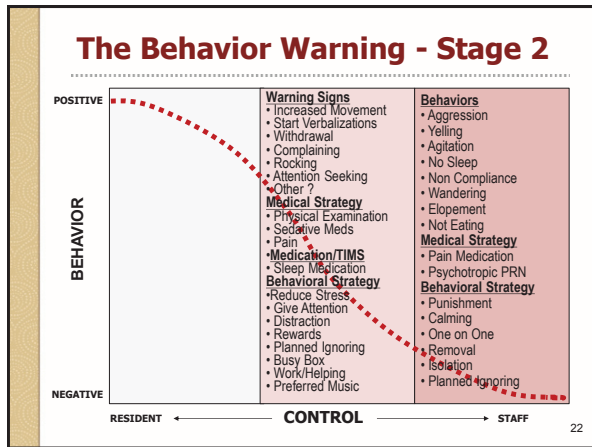 The Behavior Warning - Stage 2
POSITIVE
BEHAVIOR
NEGATIVE
Warning Signs
• Increased Movement
• Start Verbalizations
• Withdrawal
• Complaining
• Rocking
• Attention Seeking
• Other ?
Medical Strategy
• Physical Examination
• Sedative Meds
• Pain
•Medication/TIMS
• Sleep Medication
Behavioral Strategy
•Reduce Stress
• Give Attention
• Distraction
• Rewards
• Planned Ignoring
• Busy Box
• Work/Helping
• Preferred Music
Behaviors
• Aggression
• Yelling
• Agitation
• No Sleep
• Non Compliance
• Wandering
• Elopement
• Not Eating
Medical Strategy
• Pain Medication
• Psychotropic PRN
Behavioral Strategy
• Punishment
• Calming
• One on One
• Removal
• Isolation
• Planned Ignoring
RESIDENT CONTROL STAFF
22